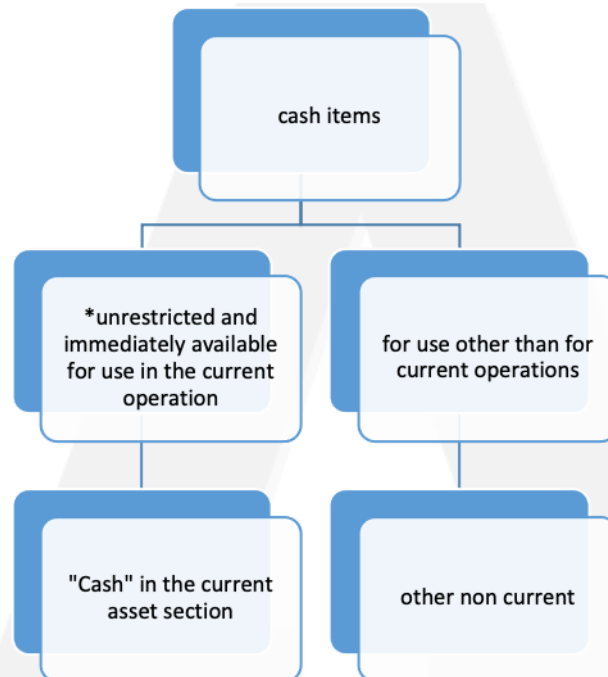 cash items
*unrestricted and
immediately available
for use in the current
operation
for use other than for
current operations
"Cash" in the current
asset section
other non current